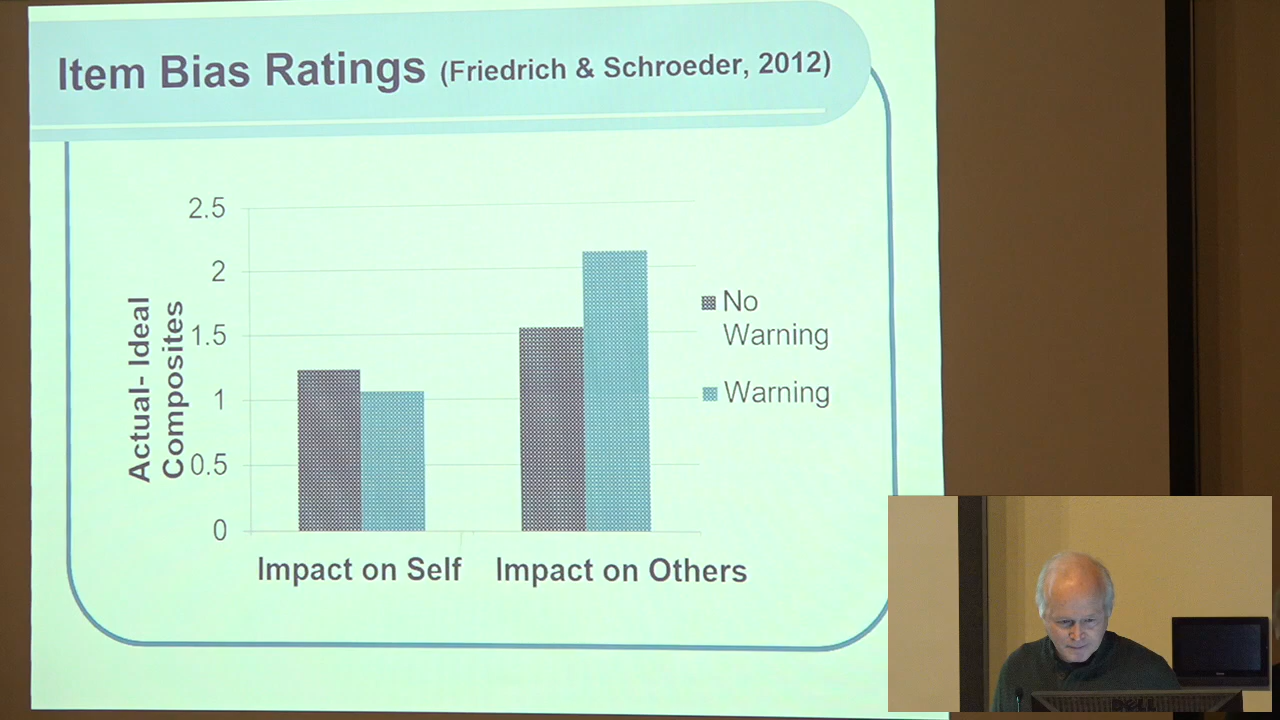 Item Bias Ratings (Friedrich & Schroeder, 2012)
2.5
2
1.5
1
0.5
0
Actual- Ideal
Composites
No
Warning
Warning
Impact on Self
Impact on Others
DELL